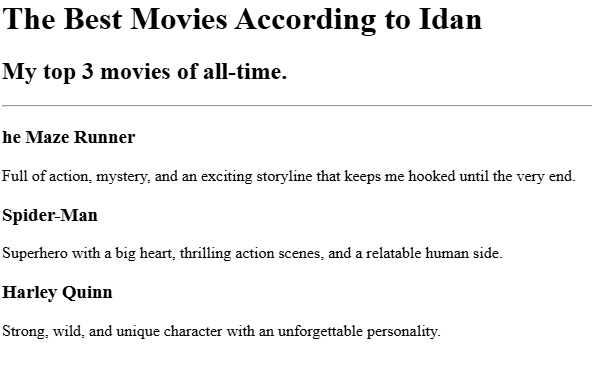 The Best Movies According to Idan
My top 3 movies of all-time.
he Maze Runner
Full of action, mystery, and an exciting storyline that keeps me hooked until the very end.
Spider-Man
Superhero with a big heart, thrilling action scenes, and a relatable human side.
Harley Quinn
Strong, wild, and unique character with an unforgettable personality.